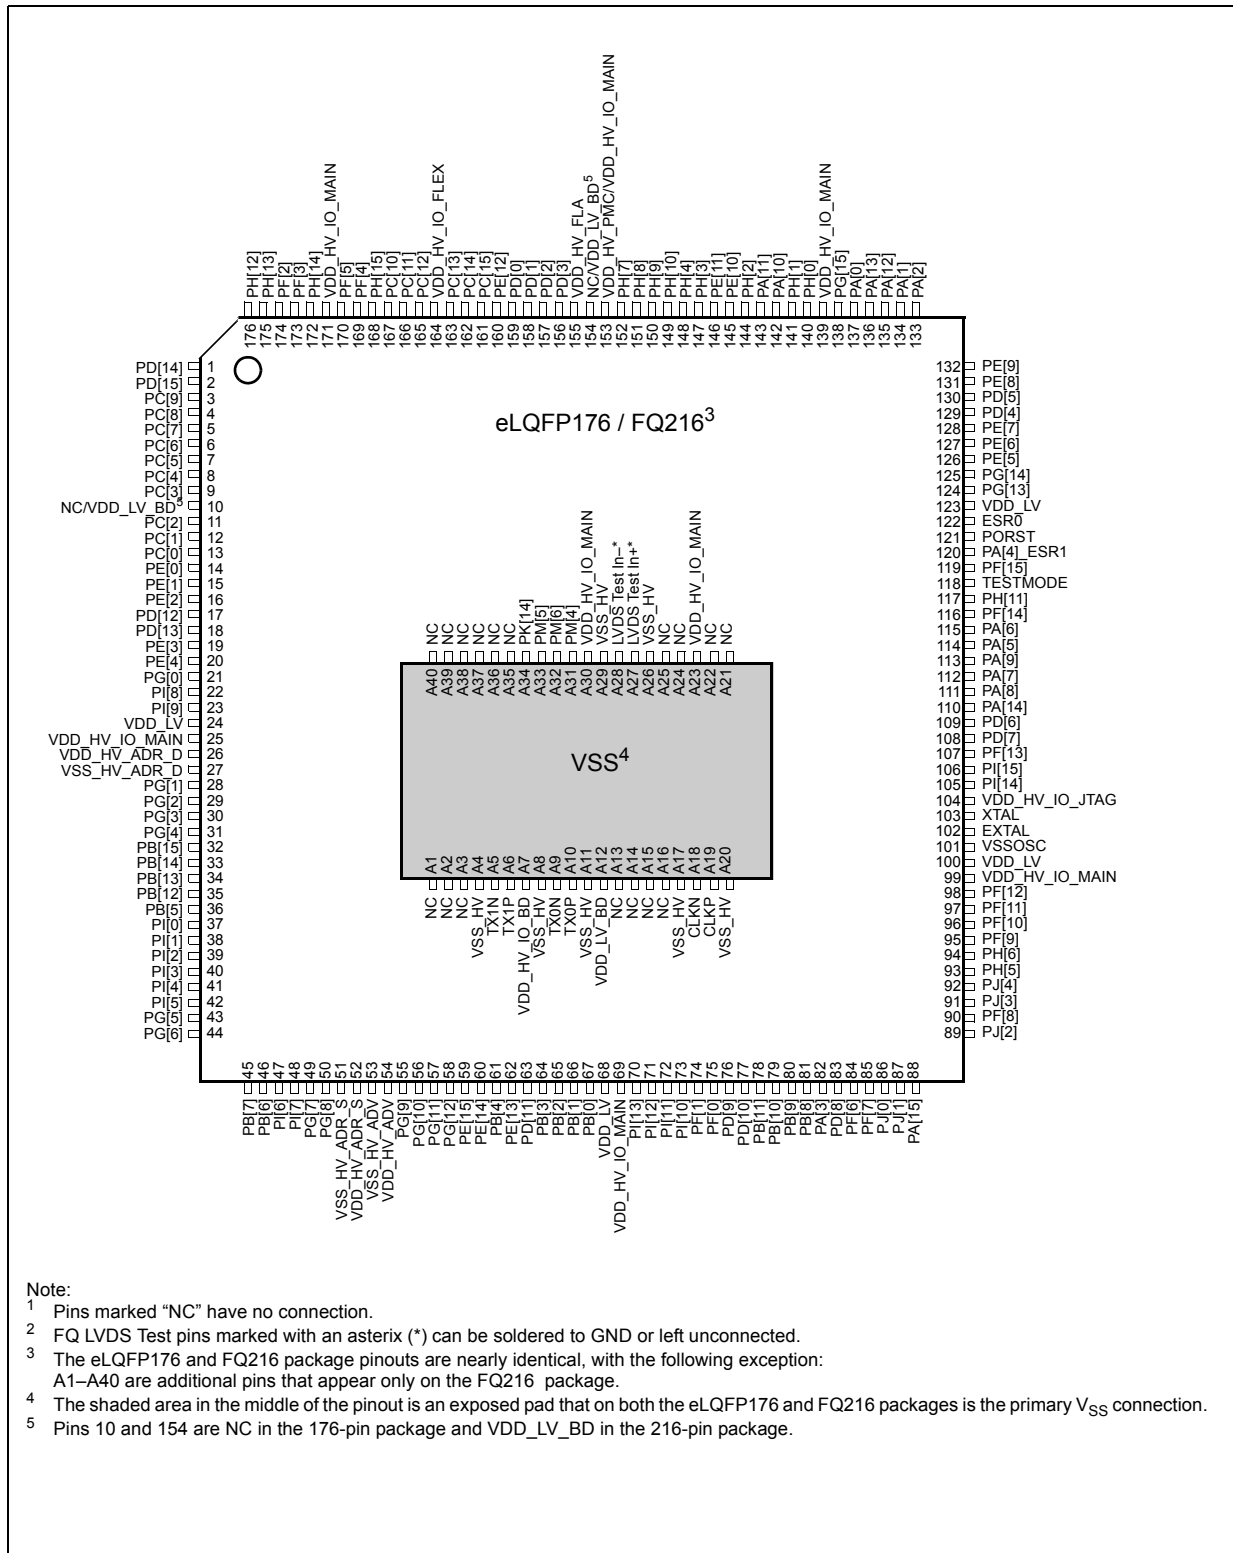 PH[12]
PH[13]
PF[2]
PF[3]
PH[14]
VDD_HV_IO_MAIN
PF[5]
PF[4]
PH[15]
PC[10]
PC[11]
PC[12]
VDD_HV_IO_FLEX
PC[13]
PC[14]
PC[15]
PE[12]
PD[0]
PD[1]
PD[2]
PD[3]
VDD_HV_FLA
NC/VDD_LV_BD5
VDD_HV_PMC/VDD_HV_IO_MAIN
PH[7]
PH[8]
PH[9]
PH[10]
PH[4]
PH[3]
PE[11]
PE[10]
PH[2]
PA[11]
PA[10]
PH[1]
PH[0]
VDD_HV_IO_MAIN
PG[15]
PA[0]
PA[13]
PA[12]
PA[1]
PA[2]
176 175 174 173 172 171 170 169 168 167 166 165 164 163 162 161 160 159 158 157 156 155 154 153 152 151 150 149 148 147 146 145 144 143 142 141 140 139 138 137 136 135 134 133
PD[14] 1
PD[15] 2
PC[9] 3
PC[8] 4
PC[7] 5
PC[6] 6
PC[5] 7
PC[4] 8
PC[3] 9
NC/VDD_LV_BD5 10
PC[2] 11
PC[1] 12
PC[0] 13
PE[0] 14
PE[1] 15
PE[2] 16
PD[12] 17
PD[13] 18
PE[3] 19
PE[4] 20
PG[0] 21
PI[8] 22
PI[9] 23
VDD_LV 24
VDD_HV_IO_MAIN 25
VDD_HV_ADR_D 26
VSS_HV_ADR_D 27
PG[1] 28
PG[2] 29
PG[3] 30
PG[4] 31
PB[15] 32
PB[14] 33
PB[13] 34
PB[12] 35
PB[5] 36
PI[0] 37
PI[1] 38
PI[2] 39
PI[3] 40
PI[4] 41
PI[5] 42
PG[5] 43
PG[6] 44
eLQFP176 / FQ2163
NC
NC
NC
NC
NC
NC
PK[14]
PM[5]
PM[6]
PM[4]
VDD_HV_IO_MAIN
VSS_HV
LVDS Test In–*
LVDS Test In+*
VSS_HV
NC
NC
VDD_HV_IO_MAIN
NC
NC
A40 A39 A38 A37 A36 A35 A34 A33 A32 A31 A30 A29 A28 A27 A26 A25 A24 A23 A22 A21
VSS4
A1 A2 A3 A4 A5 A6 A7 A8 A9 A10 A11 A12 A13 A14 A15 A16 A17 A18 A19 A20
NC
NC
NC
VSS_HV
TX1N
TX1P
VDD_HV_IO_BD
VSS_HV
TX0N
TX0P
VSS_HV
VDD_LV_BD
NC
NC
NC
NC
VSS_HV
CLKN
CLKP
VSS_HV
132 PE[9]
131 PE[8]
130 PD[5]
129 PD[4]
128 PE[7]
127 PE[6]
126 PE[5]
125 PG[14]
124 PG[13]
123 VDD_LV
122 ESR0
121 PORST
120 PA[4]_ESR1
119 PF[15]
118 TESTMODE
117 PH[11]
116 PF[14]
115 PA[6]
114 PA[5]
113 PA[9]
112 PA[7]
111 PA[8]
110 PA[14]
109 PD[6]
108 PD[7]
107 PF[13]
106 PI[15]
105 PI[14]
104 VDD_HV_IO_JTAG
103 XTAL
102 EXTAL
101 VSSOSC
100 VDD_LV
99 VDD_HV_IO_MAIN
98 PF[12]
97 PF[11]
96 PF[10]
95 PF[9]
94 PH[6]
93 PH[5]
92 PJ[4]
91 PJ[3]
90 PF[8]
89 PJ[2]
45 46 47 48 49 50 51 52 53 54 55 56 57 58 59 60 61 62 63 64 65 66 67 68 69 70 71 72 73 74 75 76 77 78 79 80 81 82 83 84 85 86 87 88
PB[7]
PB[6]
PI[6]
PI[7]
PG[7]
PG[8]
VSS_HV_ADR_S
VDD_HV_ADR_S
VSS_HV_ADV
VDD_HV_ADV
PG[9]
PG[10]
PG[11]
PG[12]
PE[15]
PE[14]
PB[4]
PE[13]
PD[11]
PB[3]
PB[2]
PB[1]
PB[0]
VDD_LV
VDD_HV_IO_MAIN
PI[13]
PI[12]
PI[11]
PI[10]
PF[1]
PF[0]
PD[9]
PD[10]
PB[11]
PB[10]
PB[9]
PB[8]
PA[3]
PD[8]
PF[6]
PF[7]
PJ[0]
PJ[1]
PA[15]
Note:
1 Pins marked “NC” have no connection.
2 FQ LVDS Test pins marked with an asterix (*) can be soldered to GND or left unconnected.
3 The eLQFP176 and FQ216 package pinouts are nearly identical, with the following exception:
A1–A40 are additional pins that appear only on the FQ216 package.
4 The shaded area in the middle of the pinout is an exposed pad that on both the eLQFP176 and FQ216 packages is the primary VSS connection.
5 Pins 10 and 154 are NC in the 176-pin package and VDD_LV_BD in the 216-pin package.